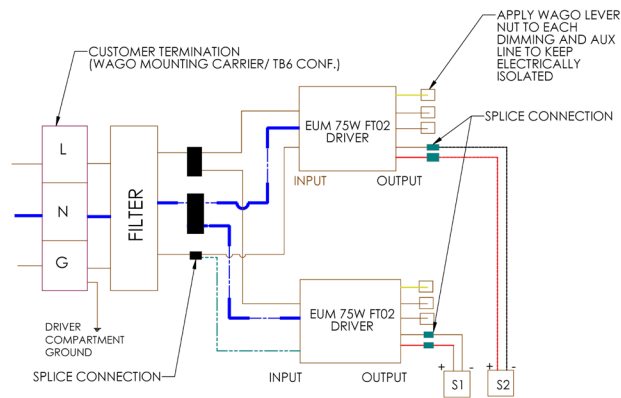 APPLY WAGO LEVER
NUT TO EACH
DIMMING AND AUX
LINE TO KEEP
ELECTRICALLY
ISOLATED
CUSTOMER TERMINATION
(WAGO MOUNTING CARRIER/ TB6 CONF.)
SPLICE CONNECTION
EUM 75W FT02
DRIVER
INPUT
OUTPUT
L
N
G
FILTER
DRIVER
COMPARTMENT
GROUND
SPLICE CONNECTION
EUM 75W FT02
DRIVER
INPUT
OUTPUT
+
-
+
-
S1
S2